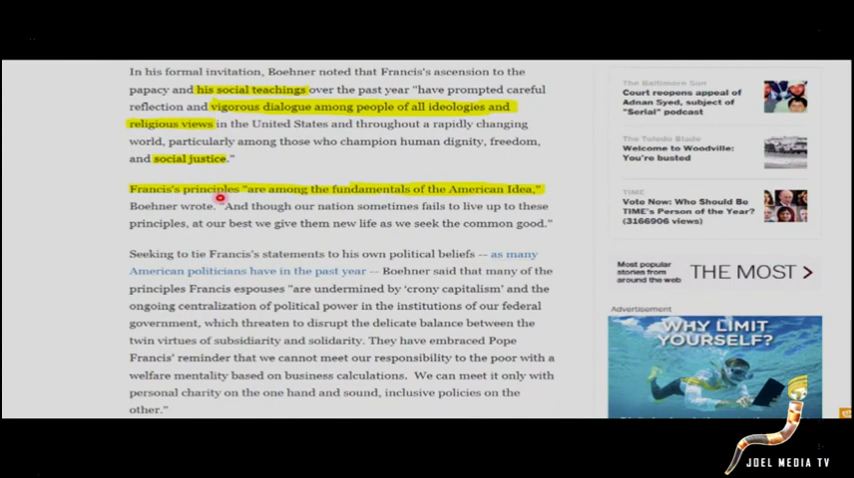 In his formal invitation, Boehner noted that Francis's ascension to the
papacy and his social teachings over the past year "have prompted careful
reflection and vigorous dialogue among people of all ideologies and
religious views in the United States and throughout a rapidly changing
world, particularly among those who champion human dignity, freedom,
and social justice."
Francis's principles "are among the fundamentals of the American Idea,"
Boehner wrote. "And though our nation sometimes fails to live up to these
principles, at our best we give them new life as we seek the common good."
Seeking to tie Francis's statements to his own political beliefs -- as many
American politicians have in the past year -- Boehner said that many of the
principles Francis espouses "are undermined by 'crony capitalism' and the
ongoing centralization of political power in the institutions of our federal
government, which threaten to disrupt the delicate balance between the
twin virtues of subsidiarity and solidarity. They have embraced Pope
Francis' reminder that we cannot meet our responsibility to the poor with a
welfare mentality based on business calculations. We can meet it only with
personal charity on the one hand and sound, inclusive policies on the
other."
The Baltimore Sun
Court reopens appeal of
Adnan Syed, subject of
"Serial" podcast
The Toledo Blade
Welcome to Woodville:
You're busted
TIME
Vote Now: Who Should Be
TIME's Person of the Year?
(3166906 views)
Most popular
stories from
around the web
THE MOST
Advertisement
WHY LIMIT
YOURSELF?
JOEL MEDIA TV